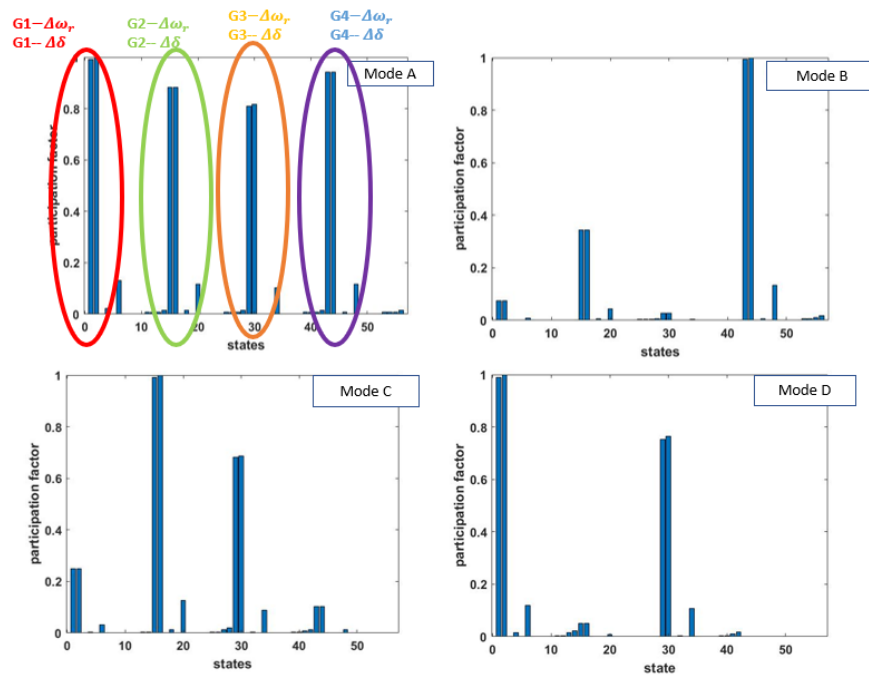 G1−Δω_r G2−Δω_r G3−Δω_r G4−Δω_r
G1-- Δδ G2-- Δδ G3-- Δδ G4-- Δδ
Mode A
participation factor
1
0.8
0.6
0.4
0.2
0
0 10 20 30 40 50
states
Mode B
participation factor
1
0.8
0.6
0.4
0.2
0
0 10 20 30 40 50
states
Mode C
participation factor
1
0.8
0.6
0.4
0.2
0
0 10 20 30 40 50
states
Mode D
participation factor
1
0.8
0.6
0.4
0.2
0
0 10 20 30 40 50
state